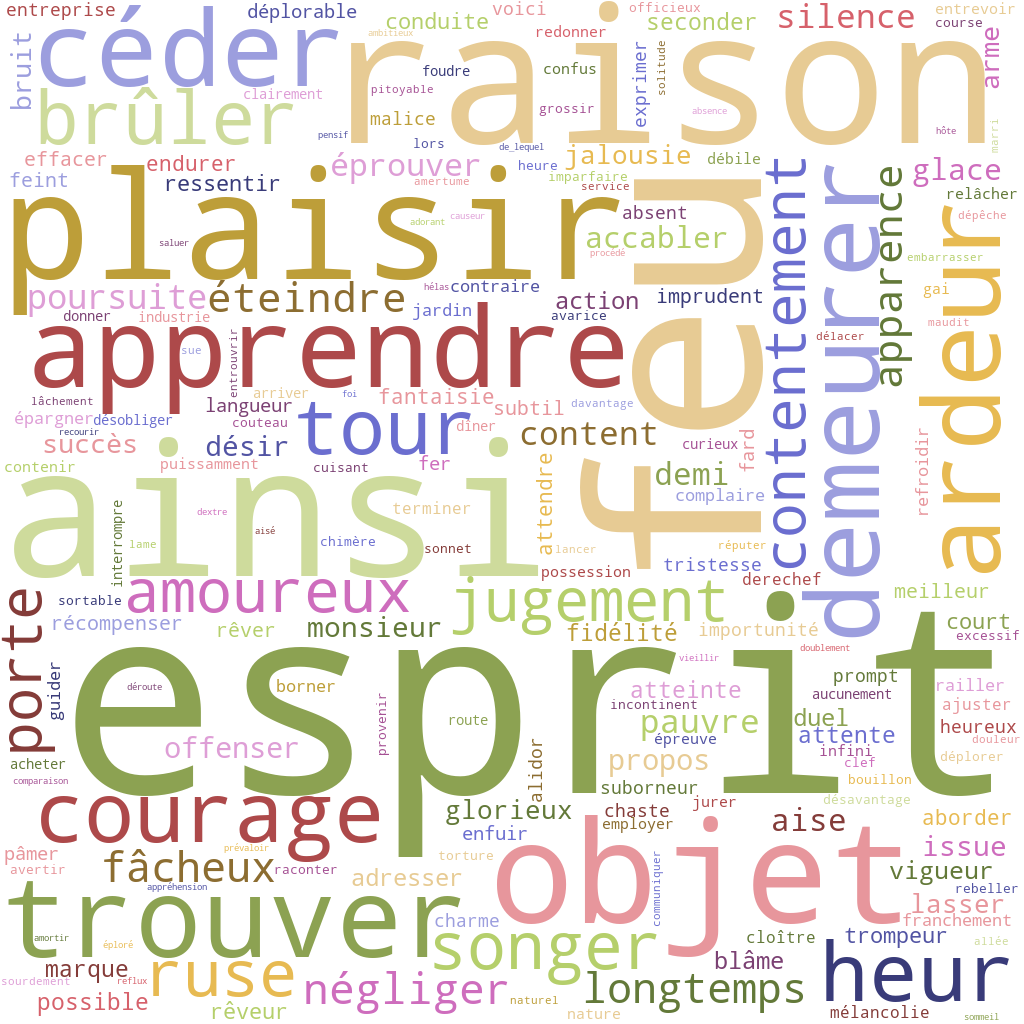 entreprise
céder
déplorable
conduite
voici
officieux
redonner
seconder
silence
entrevoir
course
arme
ambitieux
raison
bruit
brûler
clairement
foudre
pitoyable
malice
confus
grossir
exprimer
solitude
absence
hôte
marri
pensif
lors
de_lequel
effacer
endurer
éprouver
heure
jalousie
débile
glace
feint
ressentir
amertume
imparfaire
service
relâcher
plaisir
adorant
causeur
absent
accabler
procédé
saluer
feu
contentement
demeurer
apparence
ardeur
dépêche
embarrasser
gai
maudit
délacer
poursuite
éteindre
hélas
contraire
action
imprudent
donner
industrie
jardin
avarice
apprendre
sue
entrouvrir
arriver
foi
fantaisie
davantage
lâchement
langueur
subtil
épargner
désobliger
couteau
tour
dîner
content
curieux
recourir
succès
désir
fard
refroidir
contenir
puissamment
cuisant
fer
demi
complaire
attendre
ainsi
terminer
dextre
aisé
interrompre
lame
chimère
sonnet
lancer
réputer
tristesse
possession
derechef
amoureux
jugement
meilleur
sortable
porte
récompenser
rêver
monsieur
fidélité
importunité
court
excessif
doublement
esprit
vieillir
guider
déroute
borner
provenir
route
atteinte
incontinent
prompt
aucunement
railler
ajuster
pauvre
duel
heureux
offenser
épreuve
attente
infini
douleur
acheter
comparaison
alidor
propos
clef
déplorer
bouillon
suborneur
désavantage
courage
glorieux
chaste
jurer
employer
aise
aborder
enfuir
prévaloir
pâmer
avertir
fâcheux
raconter
torture
objet
issue
communiquer
vigueur
appréhension
adresser
rebeller
lasser
trouver
charme
franchement
amortir
éploré
songer
cloître
trompeur
allée
marque
blâme
heur
sourdement
reflux
ruse
négliger
longtemps
possible
naturel
rêveur
nature
mélancolie
sommeil